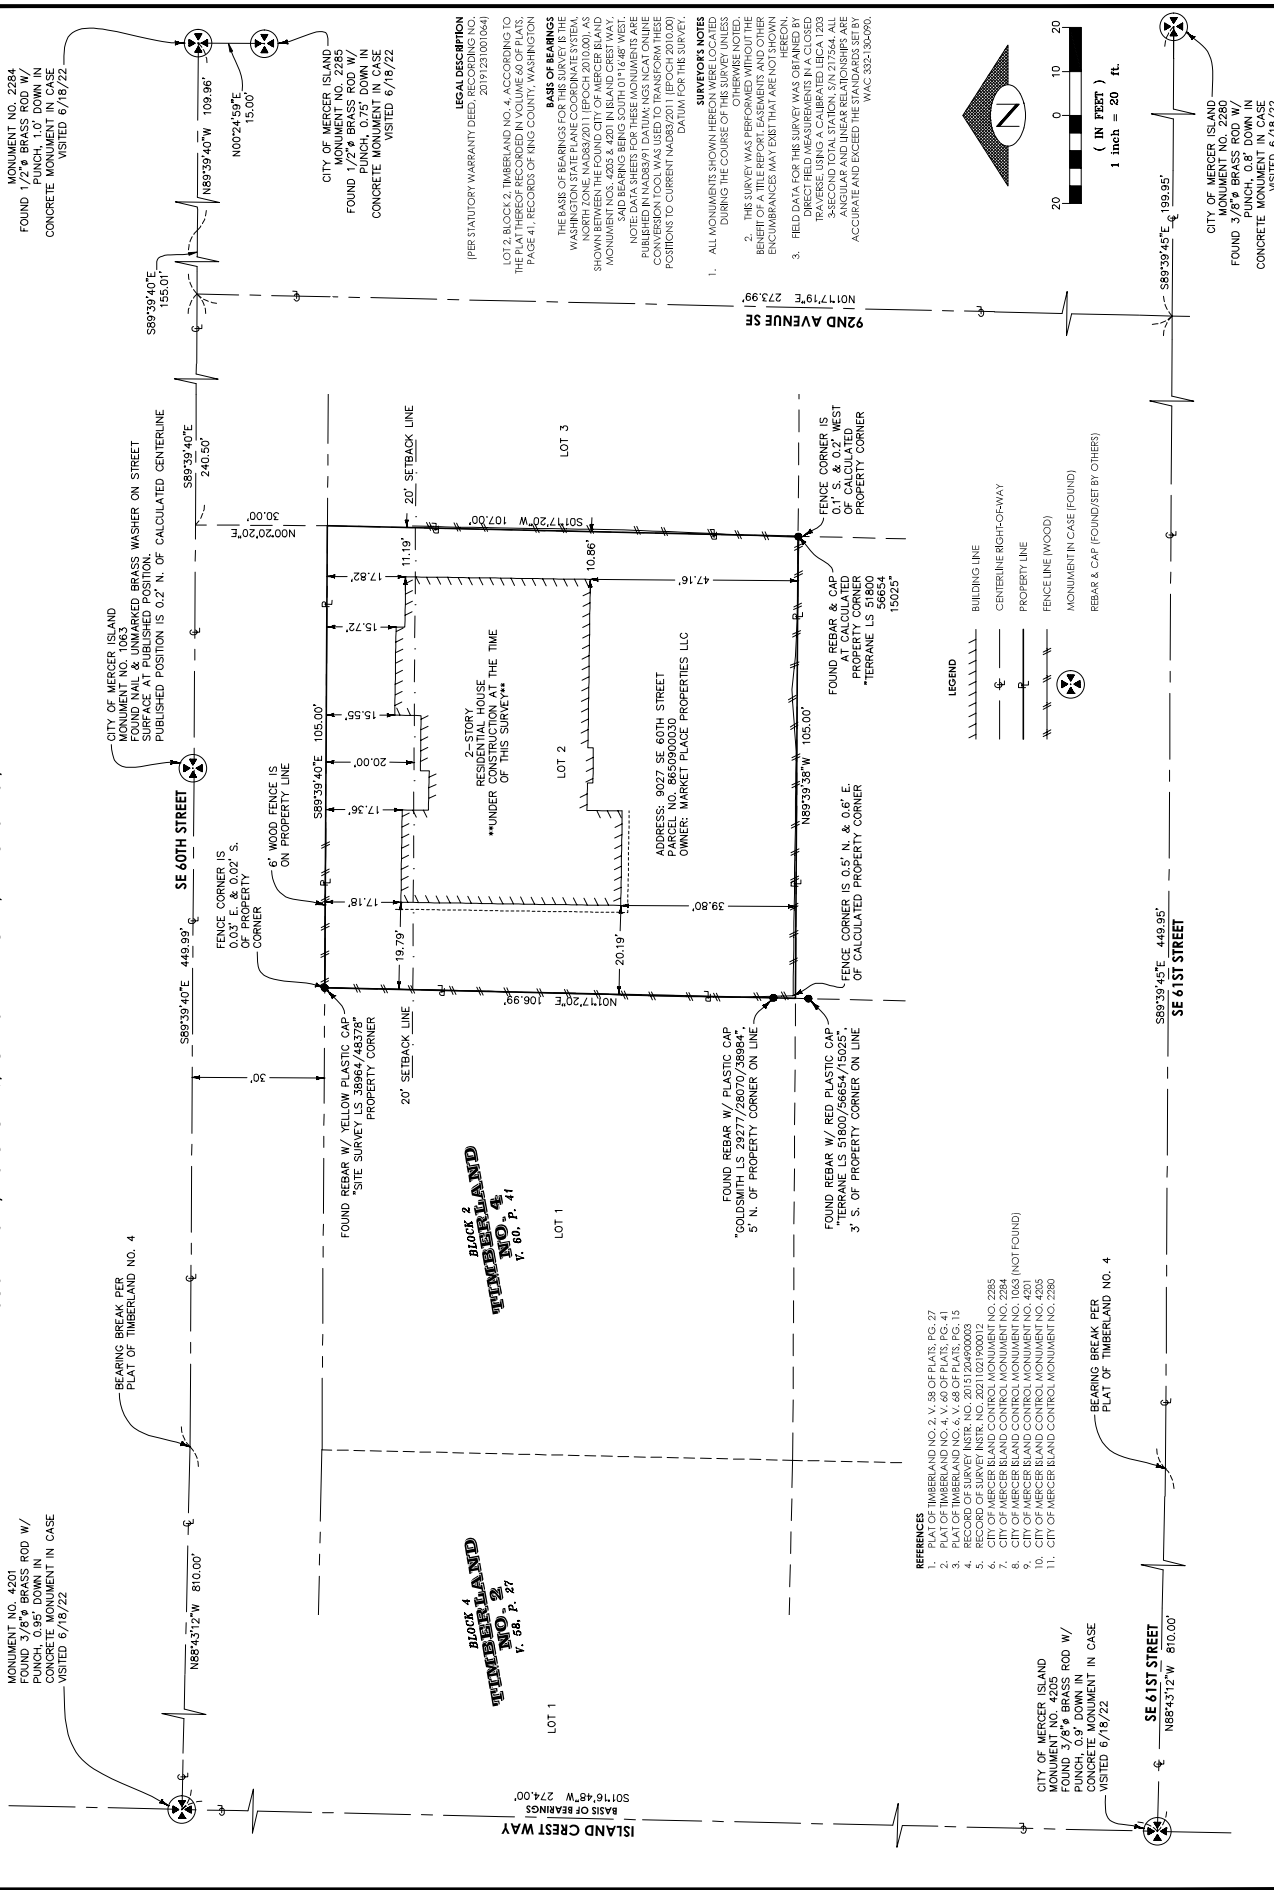 MONUMENT NO. 4201
FOUND 3/8"ø BRASS ROD W/
PUNCH, 0.95' DOWN IN
CONCRETE MONUMENT IN CASE
VISITED 6/18/22
N88°43'12"W 810.00'
BEARING BREAK PER
PLAT OF TIMBERLAND NO. 4
S89°39'40"E 449.99'
SE 60TH STREET
30'
CITY OF MERCER ISLAND
MONUMENT NO. 1063
FOUND NAIL & UNMARKED BRASS WASHER ON STREET
SURFACE AT PUBLISHED POSITION.
PUBLISHED POSITION IS 0.2' N. OF CALCULATED CENTERLINE
S89°39'40"E
240.50'
N00°20'20"E
30.00'
S89°39'40"E
155.01'
N89°39'40"W 109.96'
MONUMENT NO. 2284
FOUND 1/2"ø BRASS ROD W/
PUNCH, 1.0' DOWN IN
CONCRETE MONUMENT IN CASE
VISITED 6/18/22
N00°24'59"E
15.00'
CITY OF MERCER ISLAND
MONUMENT NO. 2285
FOUND 1/2"ø BRASS ROD W/
PUNCH, 0.75' DOWN IN
CONCRETE MONUMENT IN CASE
VISITED 6/18/22
FENCE CORNER IS
0.03' E. & 0.02' S.
OF PROPERTY
CORNER
6' WOOD FENCE IS
ON PROPERTY LINE
S89°39'40"E 105.00'
FOUND REBAR W/ YELLOW PLASTIC CAP
"SITE SURVEY LS 38964/48378"
PROPERTY CORNER
20' SETBACK LINE
20' SETBACK LINE
17.18'
17.36'
20.00'
15.55'
15.72'
17.82'
11.19'
19.79'
20.19'
39.80'
47.16'
10.86'
N01°17'20"E 106.99'
S01°17'20"W 107.00'
N89°39'38"W 105.00'
2-STORY
RESIDENTIAL HOUSE
**UNDER CONSTRUCTION AT THE TIME
OF THIS SURVEY**
LOT 2
ADDRESS: 9027 SE 60TH STREET
PARCEL NO. 8650900030
OWNER: MARKET PLACE PROPERTIES LLC
LOT 3
FOUND REBAR W/ PLASTIC CAP
"GOLDSMITH LS 29277/28070/38984",
5' N. OF PROPERTY CORNER ON LINE
FOUND REBAR W/ RED PLASTIC CAP
"TERRANE LS 51800/56654/15025",
3' S. OF PROPERTY CORNER ON LINE
FENCE CORNER IS 0.5' N. & 0.6' E.
OF CALCULATED PROPERTY CORNER
FOUND REBAR & CAP
AT CALCULATED
PROPERTY CORNER
"TERRANE LS 51800
56654
15025"
FENCE CORNER IS
0.1' S. & 0.2' WEST
OF CALCULATED
PROPERTY CORNER
BLOCK 2
TIMBERLAND
NO. 4
V. 60, P. 41
LOT 1
BLOCK 4
TIMBERLAND
NO. 2
V. 58, P. 27
LOT 1
ISLAND CREST WAY
BASIS OF BEARINGS
S01°16'48"W 274.00'
92ND AVENUE SE
N01°17'19"E 273.99'
LEGAL DESCRIPTION
(PER STATUTORY WARRANTY DEED, RECORDING NO.
20191231001064)
LOT 2, BLOCK 2, TIMBERLAND NO. 4, ACCORDING TO
THE PLAT THEREOF RECORDED IN VOLUME 60 OF PLATS,
PAGE 41, RECORDS OF KING COUNTY, WASHINGTON
BASIS OF BEARINGS
THE BASIS OF BEARINGS FOR THIS SURVEY IS THE
WASHINGTON STATE PLANE COORDINATE SYSTEM,
NORTH ZONE, NAD83/2011 (EPOCH 2010.00), AS
SHOWN BETWEEN THE FOUND CITY OF MERCER ISLAND
MONUMENT NOS. 4205 & 4201 IN ISLAND CREST WAY,
SAID BEARING BEING SOUTH 01°16'48" WEST.
NOTE: DATA SHEETS FOR THESE MONUMENTS ARE
PUBLISHED IN NAD83/91 DATUM; NGS NCAT ONLINE
CONVERSION TOOL WAS USED TO TRANSFORM THESE
POSITIONS TO CURRENT NAD83/2011 (EPOCH 2010.00)
DATUM FOR THIS SURVEY.
SURVEYOR'S NOTES
1. ALL MONUMENTS SHOWN HEREON WERE LOCATED
DURING THE COURSE OF THIS SURVEY UNLESS
OTHERWISE NOTED.
2. THIS SURVEY WAS PERFORMED WITHOUT THE
BENEFIT OF A TITLE REPORT. EASEMENTS AND OTHER
ENCUMBRANCES MAY EXIST THAT ARE NOT SHOWN
HEREON.
3. FIELD DATA FOR THIS SURVEY WAS OBTAINED BY
DIRECT FIELD MEASUREMENTS IN A CLOSED
TRAVERSE, USING A CALIBRATED LEICA 1203
3-SECOND TOTAL STATION, S/N 217564. ALL
ANGULAR AND LINEAR RELATIONSHIPS ARE
ACCURATE AND EXCEED THE STANDARDS SET BY
WAC 332-130-090.
N
20 0 10 20
( IN FEET )
1 inch = 20 ft.
LEGEND
BUILDING LINE
CENTERLINE RIGHT-OF-WAY
PROPERTY LINE
FENCE LINE (WOOD)
MONUMENT IN CASE (FOUND)
REBAR & CAP (FOUND/SET BY OTHERS)
REFERENCES
1. PLAT OF TIMBERLAND NO. 2, V. 58 OF PLATS, PG. 27
2. PLAT OF TIMBERLAND NO. 4, V. 60 OF PLATS, PG. 41
3. PLAT OF TIMBERLAND NO. 6, V. 68 OF PLATS, PG. 15
4. RECORD OF SURVEY INSTR. NO. 20151204900003
5. RECORD OF SURVEY INSTR. NO. 20211021900012
6. CITY OF MERCER ISLAND CONTROL MONUMENT NO. 2285
7. CITY OF MERCER ISLAND CONTROL MONUMENT NO. 2284
8. CITY OF MERCER ISLAND CONTROL MONUMENT NO. 1063 (NOT FOUND)
9. CITY OF MERCER ISLAND CONTROL MONUMENT NO. 4201
10. CITY OF MERCER ISLAND CONTROL MONUMENT NO. 4205
11. CITY OF MERCER ISLAND CONTROL MONUMENT NO. 2280
CITY OF MERCER ISLAND
MONUMENT NO. 4205
FOUND 3/8"ø BRASS ROD W/
PUNCH, 0.9' DOWN IN
CONCRETE MONUMENT IN CASE
VISITED 6/18/22
SE 61ST STREET
N88°43'12"W 810.00'
BEARING BREAK PER
PLAT OF TIMBERLAND NO. 4
S89°39'45"E 449.95'
SE 61ST STREET
S89°39'45"E 199.95'
CITY OF MERCER ISLAND
MONUMENT NO. 2280
FOUND 3/8"ø BRASS ROD W/
PUNCH, 0.8' DOWN IN
CONCRETE MONUMENT IN CASE
VISITED 6/18/22